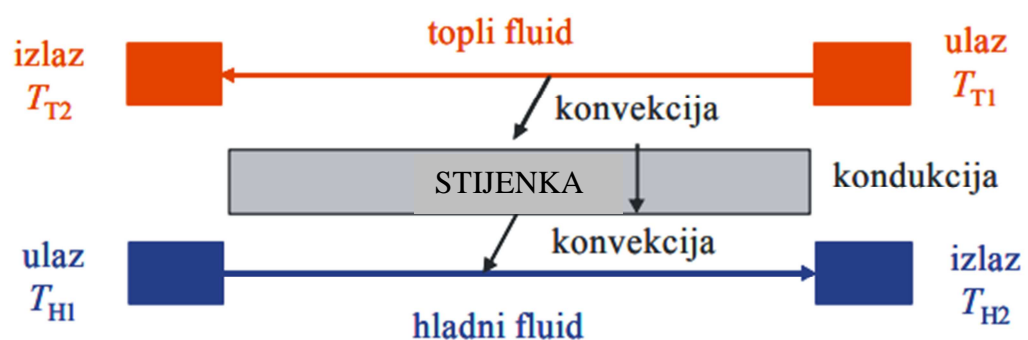 topli fluid
izlaz
T_T2
ulaz
T_T1
konvekcija
STIJENKA
kondukcija
konvekcija
ulaz
T_H1
izlaz
T_H2
hladni fluid